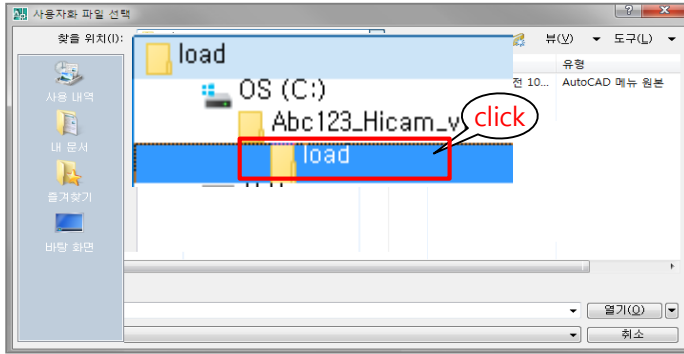 사용자화 파일 선택
찾을 위치(I):
뷰(V)
도구(L)
load
OS (C:)
Abc123_Hicam_v
load
click
유형
전 10...
AutoCAD 메뉴 원본
사용 내역
내 문서
즐겨찾기
바탕 화면
열기(O)
취소